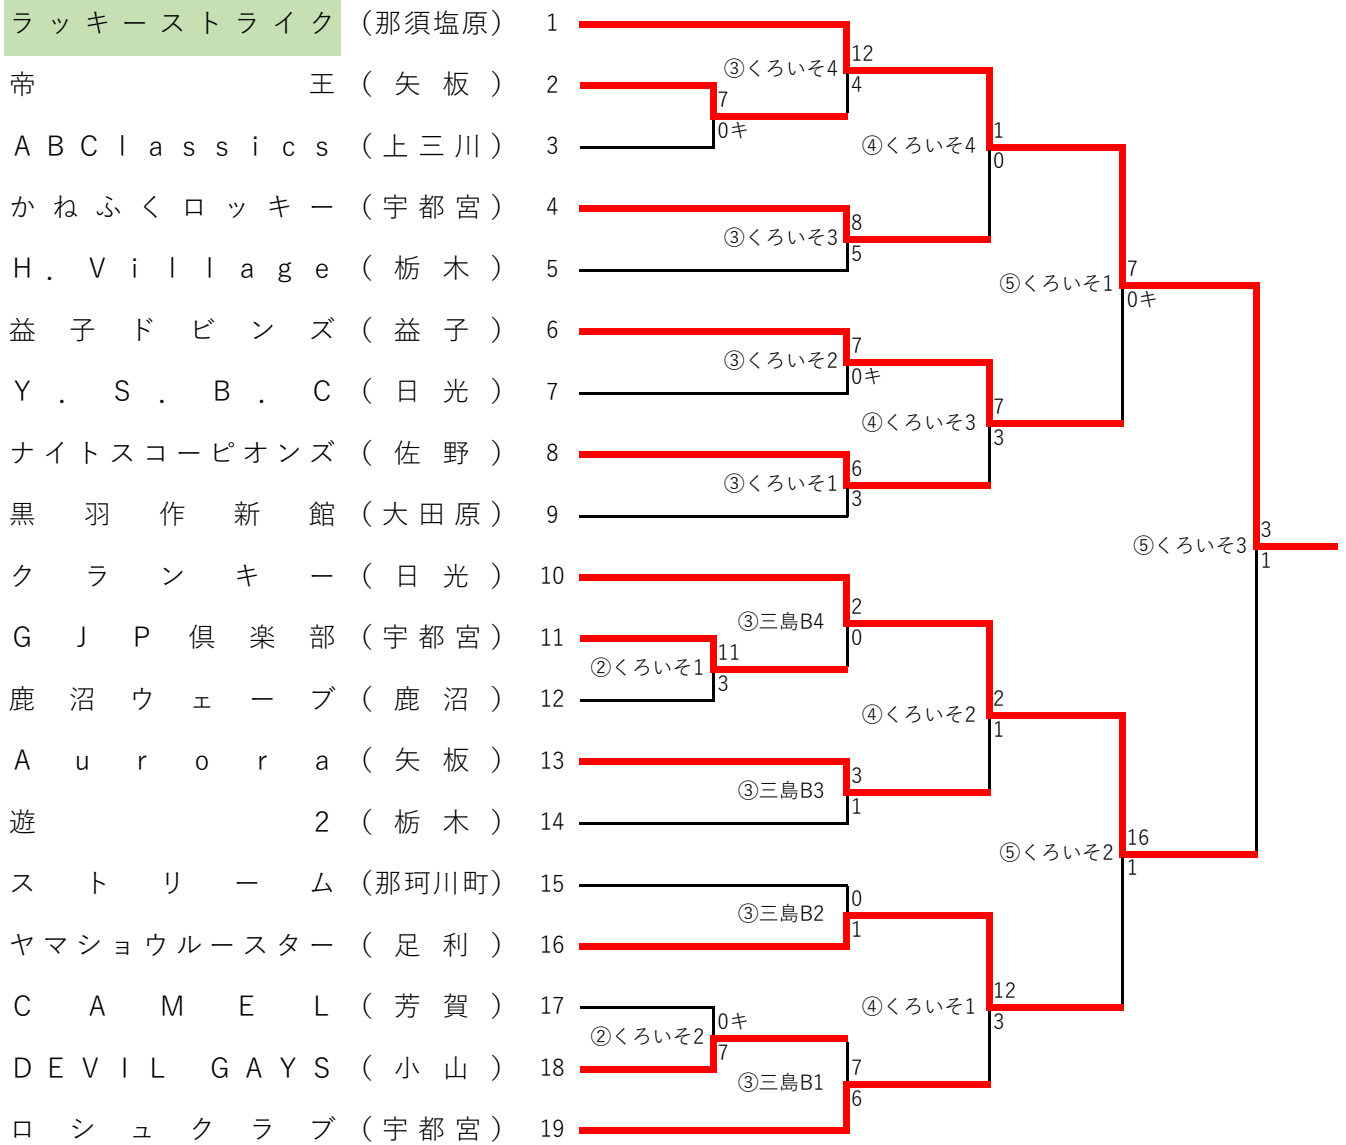 ラッキーストライク (那須塩原) 1
帝王 (矢板) 2
ABClassics (上三川) 3
かねふくロッキー (宇都宮) 4
H.Village (栃木) 5
益子ドビンズ (益子) 6
Y.S.B.C (日光) 7
ナイトスコーピオンズ (佐野) 8
黒羽作新館 (大田原) 9
クランキー (日光) 10
GJP倶楽部 (宇都宮) 11
鹿沼ウェーブ (鹿沼) 12
Aurora (矢板) 13
遊2 (栃木) 14
ストリーム (那珂川町) 15
ヤマショウルースター (足利) 16
CAMEL (芳賀) 17
DEVIL GAYS (小山) 18
ロシュクラブ (宇都宮) 19
7
0キ
②くろいそ1
11
3
②くろいそ2
0キ
7
③くろいそ4
12
4
③くろいそ3
8
5
③くろいそ2
7
0キ
③くろいそ1
6
3
③三島B4
2
0
③三島B3
3
1
③三島B2
0
1
③三島B1
7
6
④くろいそ4
1
0
④くろいそ3
7
3
④くろいそ2
2
1
④くろいそ1
12
3
⑤くろいそ1
7
0キ
⑤くろいそ2
16
1
⑤くろいそ3
3
1